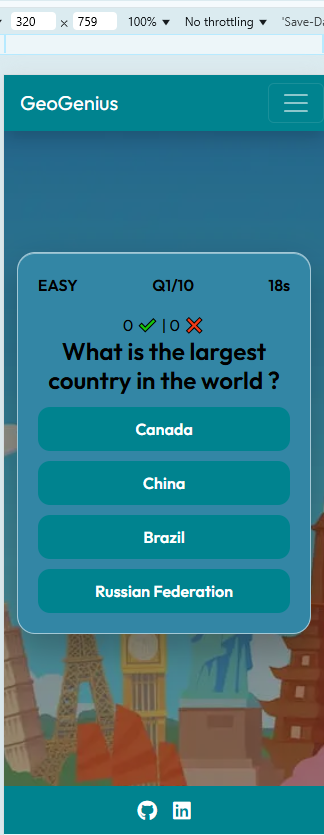 320 × 759 100% No throttling 'Save-Da
GeoGenius
EASY Q1/10 18s
0 ✔ | 0 ❌
What is the largest
country in the world ?
Canada
China
Brazil
Russian Federation
in